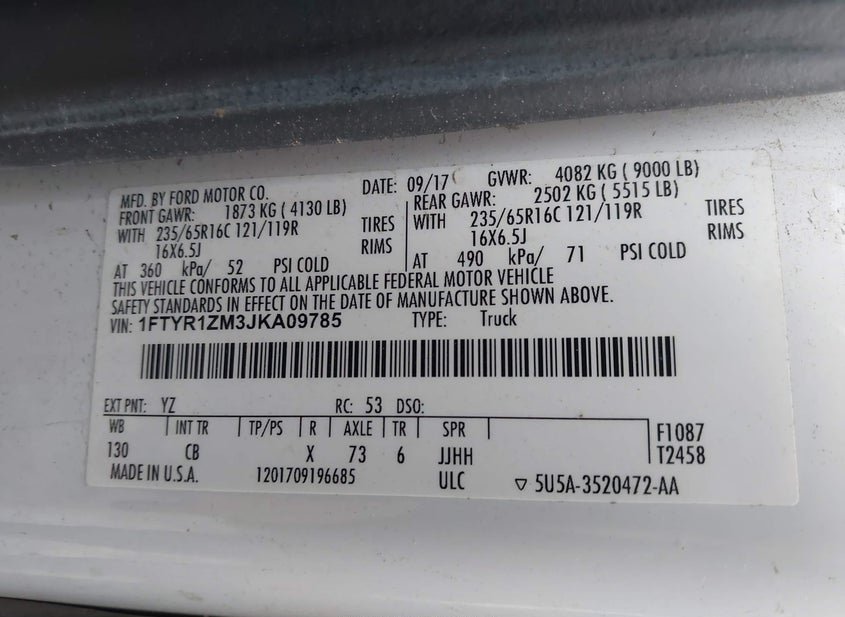 MFD. BY FORD MOTOR CO. DATE: 09/17 GVWR: 4082 KG ( 9000 LB)
FRONT GAWR: 1873 KG ( 4130 LB) REAR GAWR: 2502 KG ( 5515 LB)
WITH 235/65R16C 121/119R TIRES WITH 235/65R16C 121/119R TIRES
16X6.5J RIMS 16X6.5J RIMS
AT 360 kPa/ 52 PSI COLD AT 490 kPa/ 71 PSI COLD
THIS VEHICLE CONFORMS TO ALL APPLICABLE FEDERAL MOTOR VEHICLE
SAFETY STANDARDS IN EFFECT ON THE DATE OF MANUFACTURE SHOWN ABOVE.
VIN: 1FTYR1ZM3JKA09785 TYPE: Truck
EXT PNT: YZ RC: 53 DSO:
WB INT TR TP/PS R AXLE TR SPR F1087
130 CB X 73 6 JJHH T2458
MADE IN U.S.A. 1201709196685 ULC ▽ 5U5A-3520472-AA